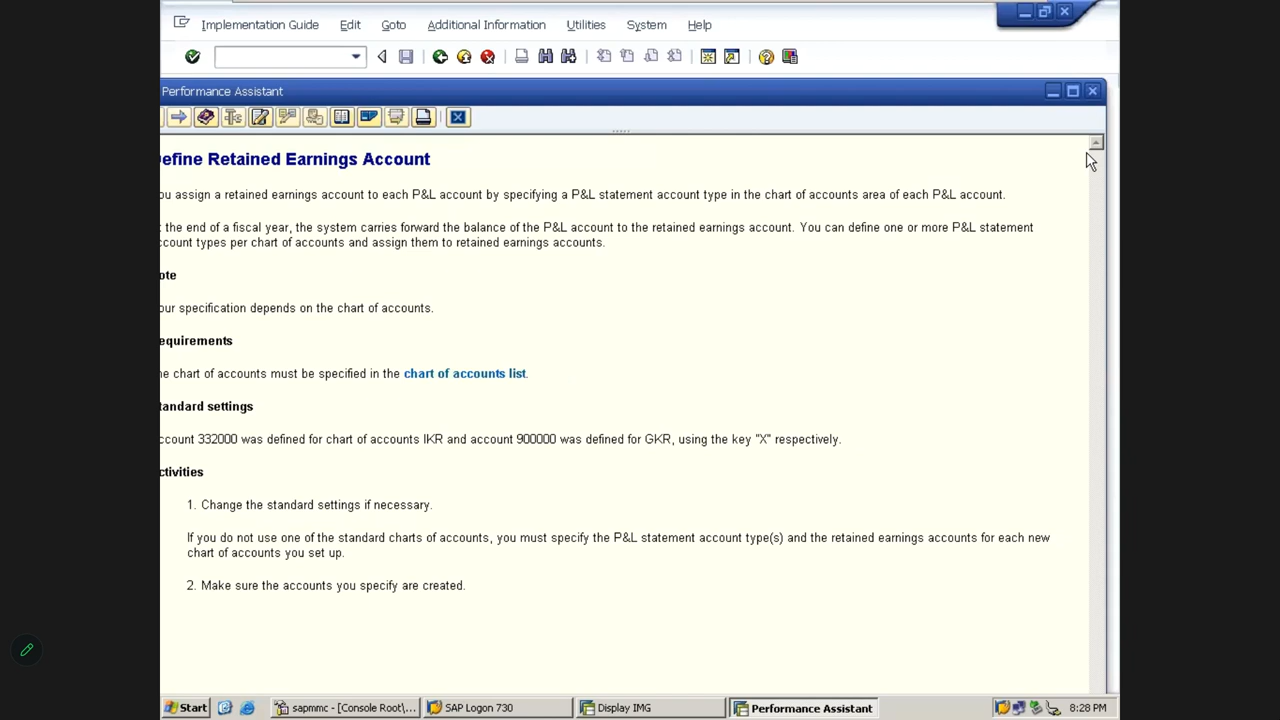 Implementation Guide Edit Goto Additional Information Utilities System Help
Performance Assistant
efine Retained Earnings Account
ou assign a retained earnings account to each P&L account by specifying a P&L statement account type in the chart of accounts area of each P&L account.
t the end of a fiscal year, the system carries forward the balance of the P&L account to the retained earnings account. You can define one or more P&L statement
ccount types per chart of accounts and assign them to retained earnings accounts.
ote
our specification depends on the chart of accounts.
equirements
he chart of accounts must be specified in the chart of accounts list.
tandard settings
ccount 332000 was defined for chart of accounts IKR and account 900000 was defined for GKR, using the key "X" respectively.
ctivities
1. Change the standard settings if necessary.
If you do not use one of the standard charts of accounts, you must specify the P&L statement account type(s) and the retained earnings accounts for each new
chart of accounts you set up.
2. Make sure the accounts you specify are created.
Start sapmmc - [Console Root\... SAP Logon 730 Display IMG Performance Assistant 8:28 PM